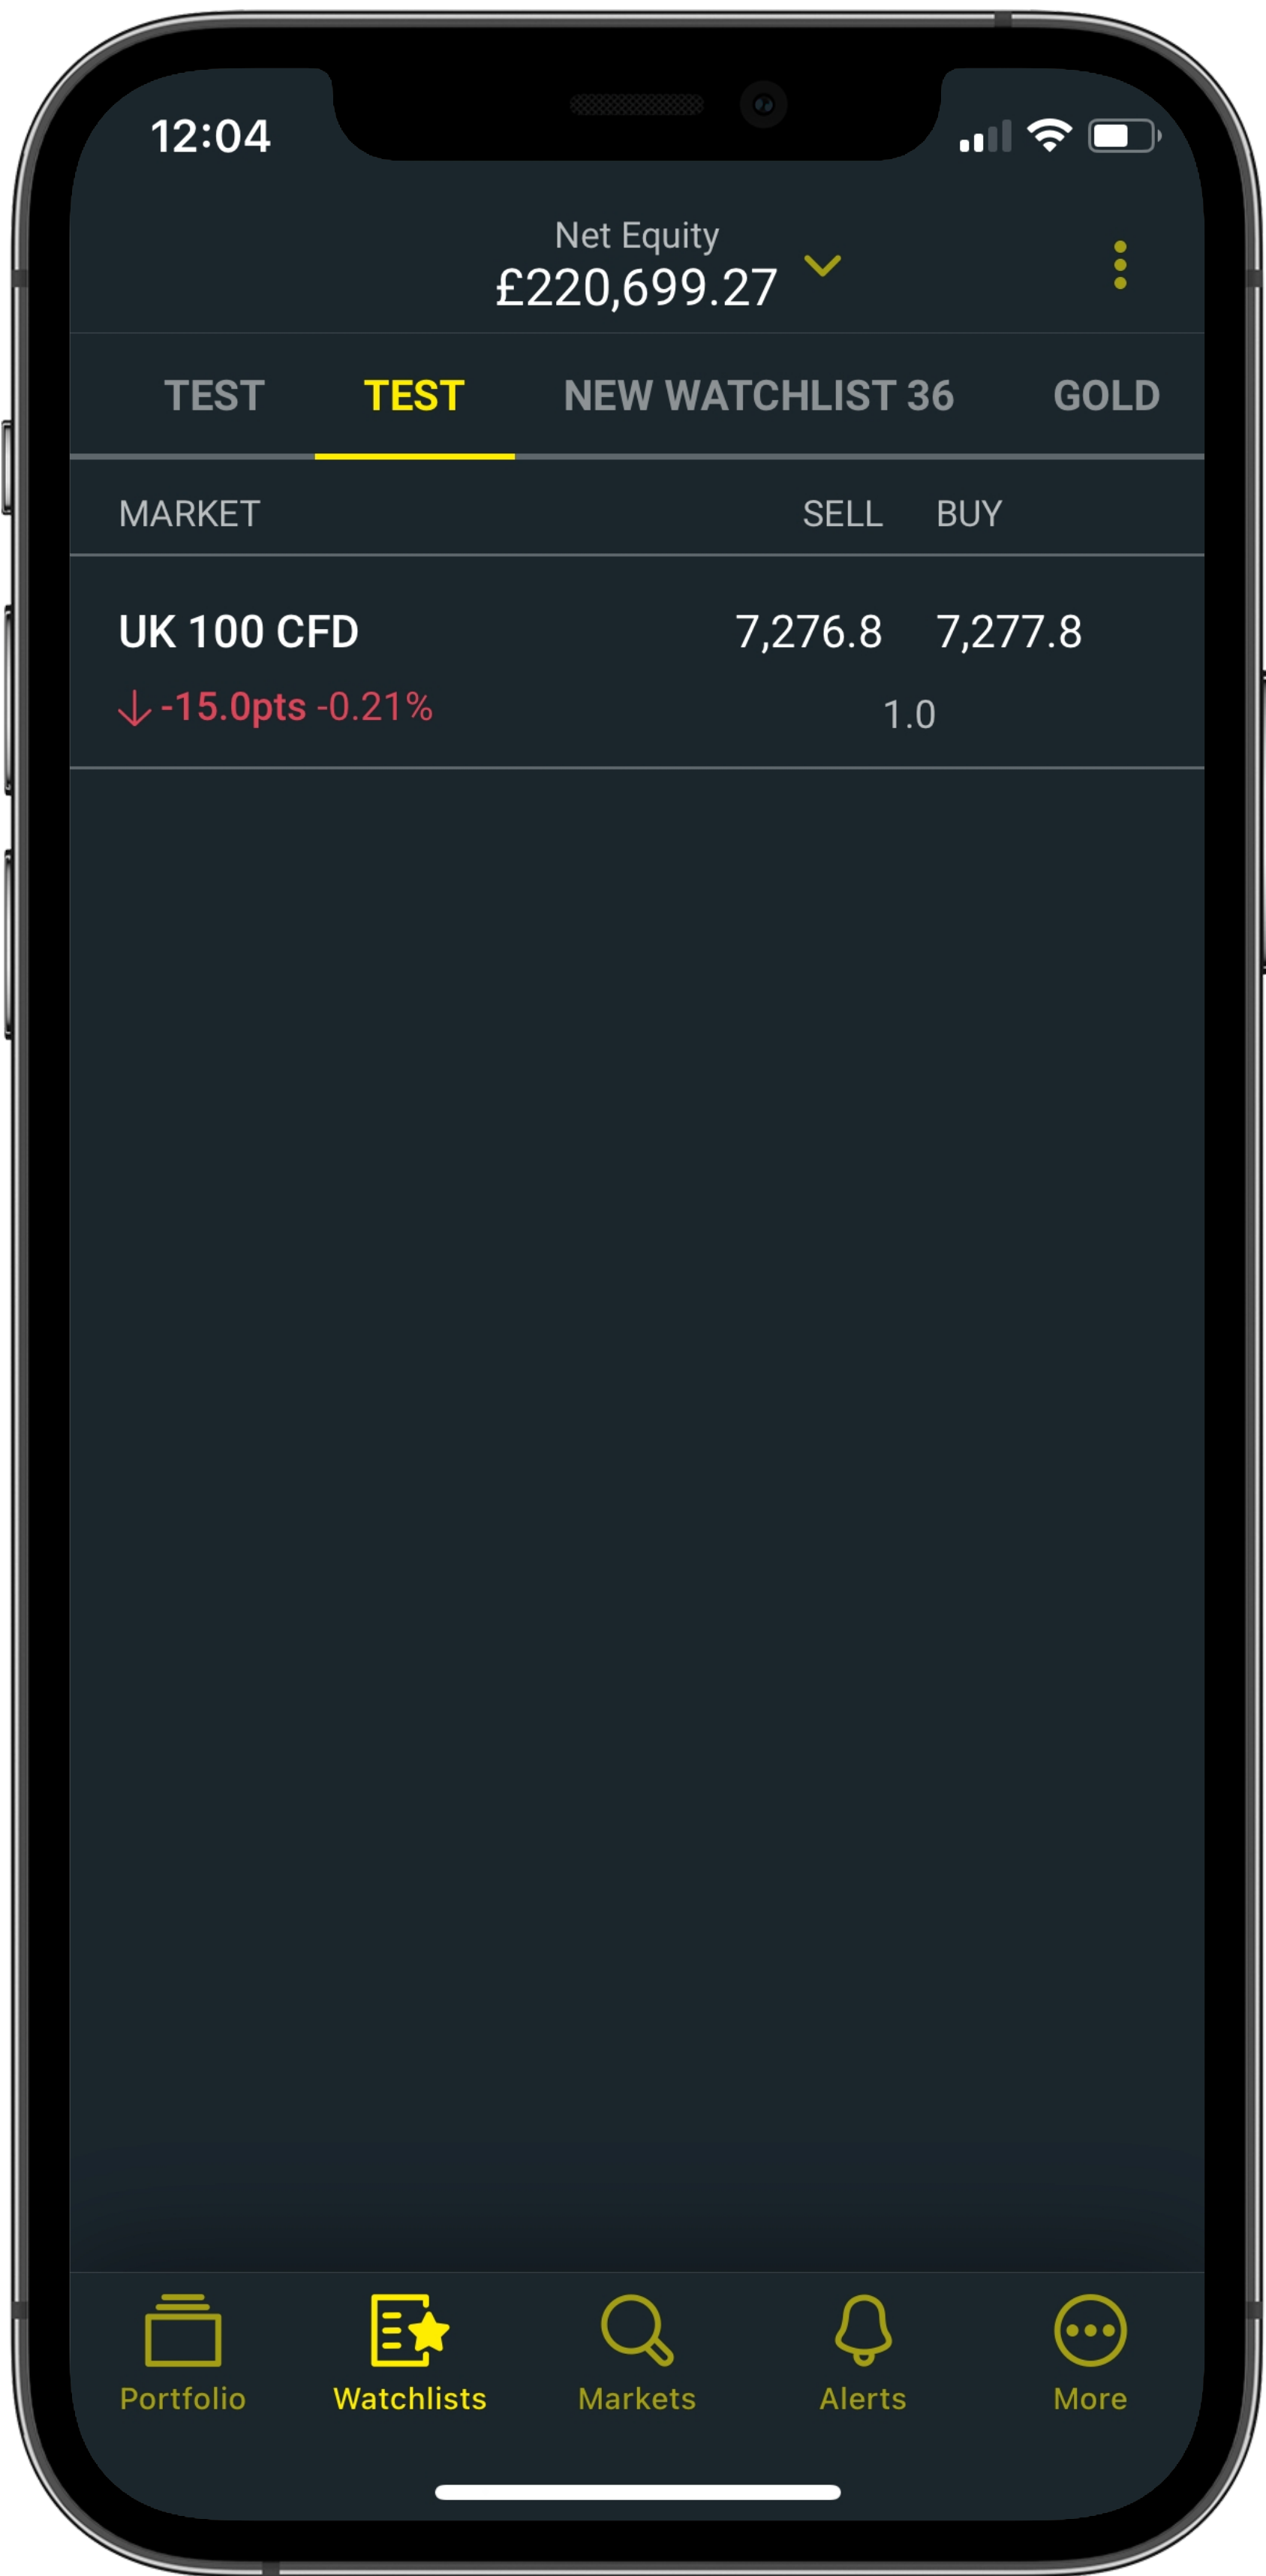 12:04
Net Equity
£220,699.27
TEST TEST NEW WATCHLIST 36 GOLD
MARKET SELL BUY
UK 100 CFD 7,276.8 7,277.8
-15.0pts -0.21% 1.0
Portfolio Watchlists Markets Alerts More